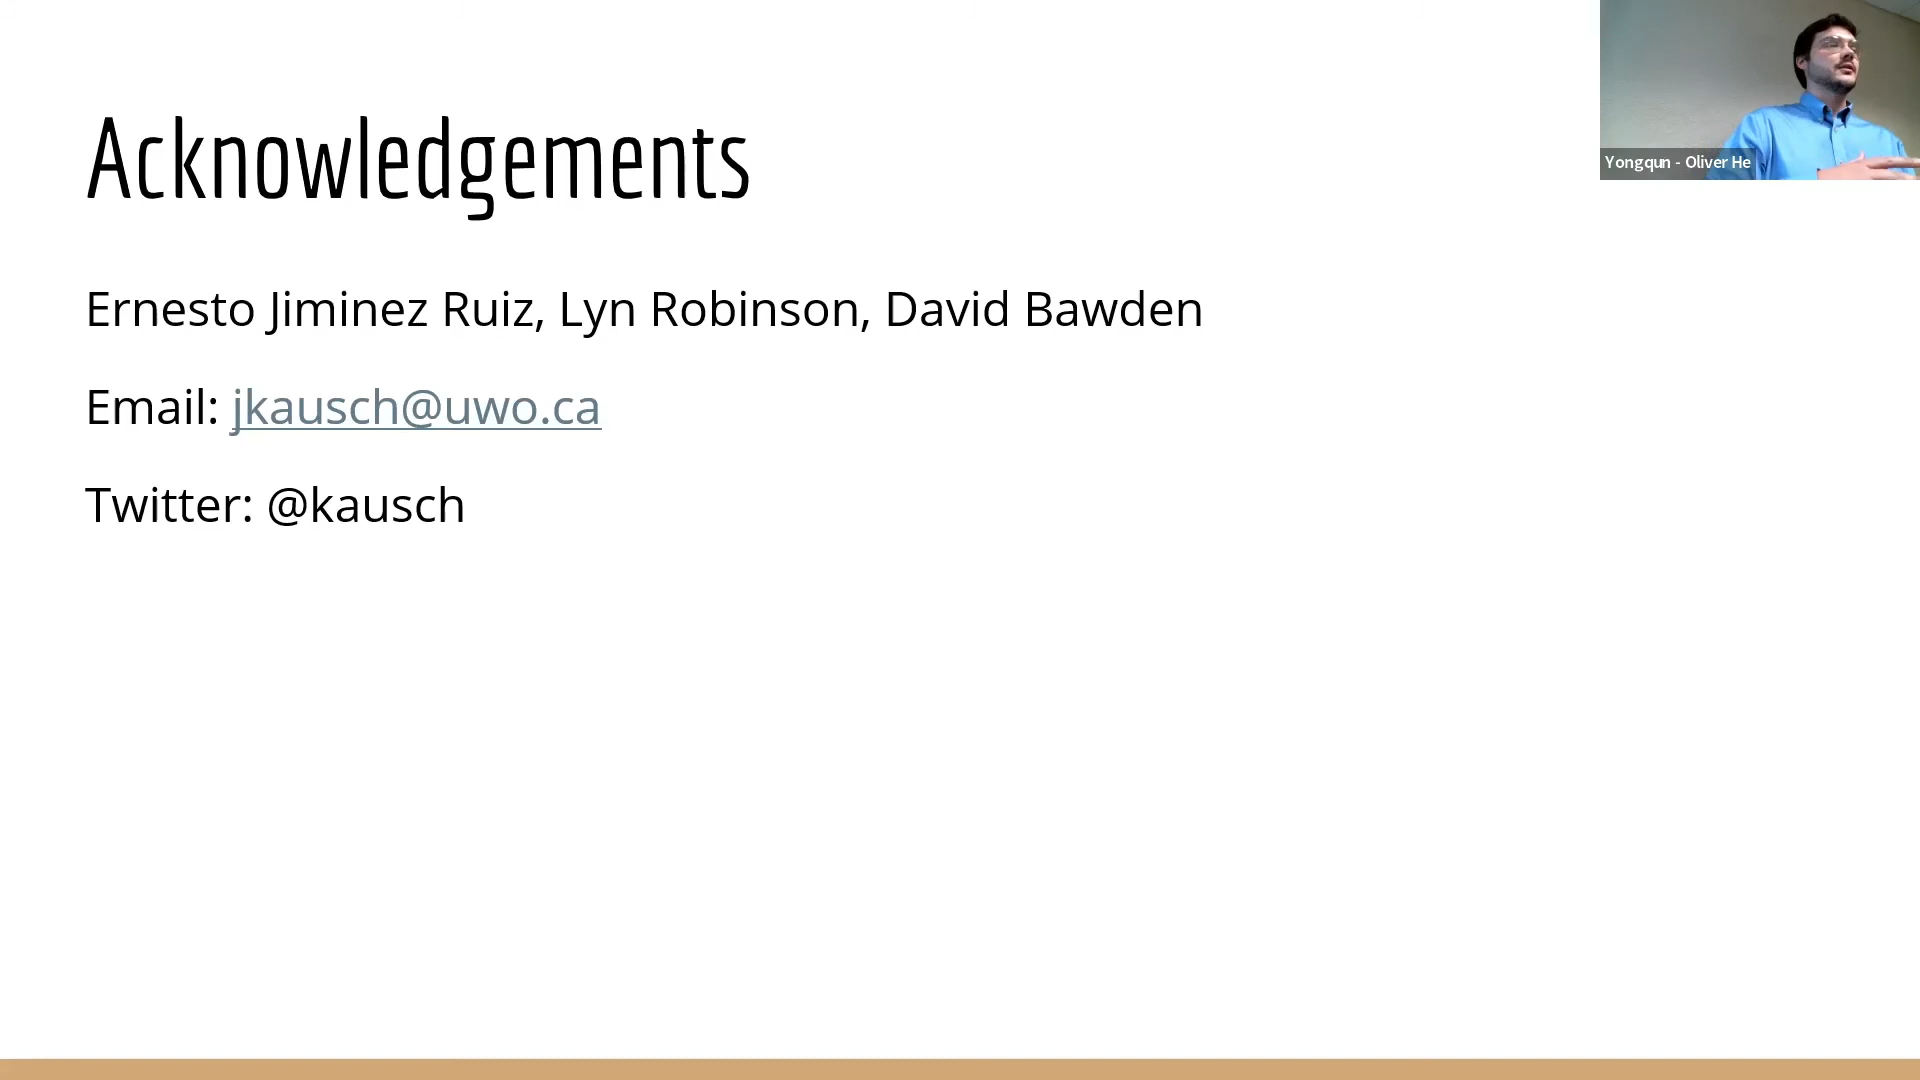 Acknowledgements
Yongqun - Oliver He
Ernesto Jiminez Ruiz, Lyn Robinson, David Bawden
Email: jkausch@uwo.ca
Twitter: @kausch